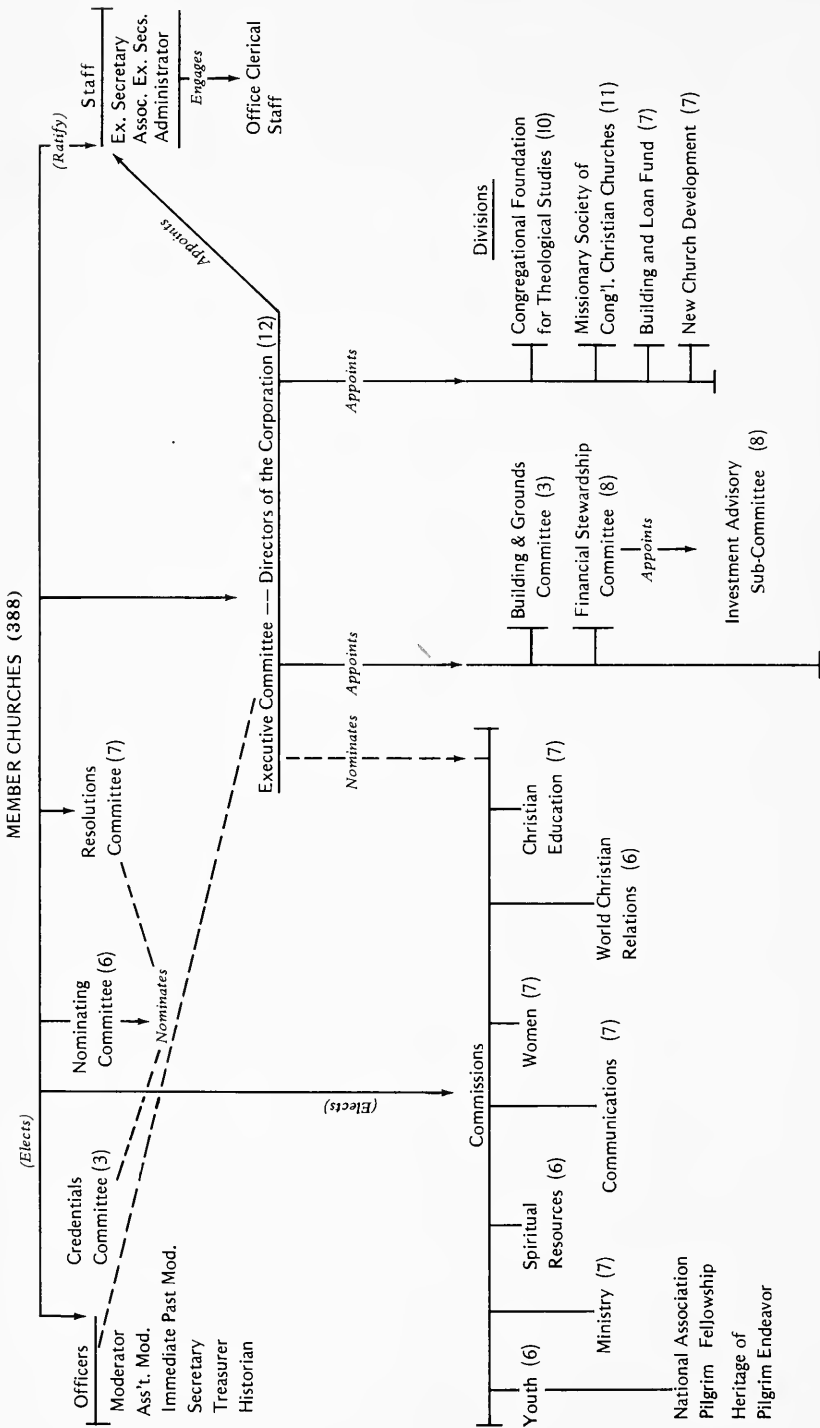 MEMBER CHURCHES (388)
(Elects)
(Ratify)
Officers
Moderator
Ass't. Mod.
Immediate Past Mod.
Secretary
Treasurer
Historian
Credentials
Committee (3)
Nominating
Committee (6)
Nominates
Resolutions
Committee (7)
Staff
Ex. Secretary
Assoc. Ex. Secs.
Administrator
Engages
Office Clerical
Staff
Appoints
Executive Committee —— Directors of the Corporation (12)
(Elects)
Nominates
Appoints
Appoints
Commissions
Youth (6)
National Association
Pilgrim Fellowship
Heritage of
Pilgrim Endeavor
Ministry (7)
Spiritual
Resources (6)
Communications (7)
Women (7)
World Christian
Relations (6)
Christian
Education (7)
Building & Grounds
Committee (3)
Financial Stewardship
Committee (8)
Appoints
Investment Advisory
Sub-Committee (8)
Divisions
Congregational Foundation
for Theological Studies (10)
Missionary Society of
Cong'l. Christian Churches (11)
Building and Loan Fund (7)
New Church Development (7)